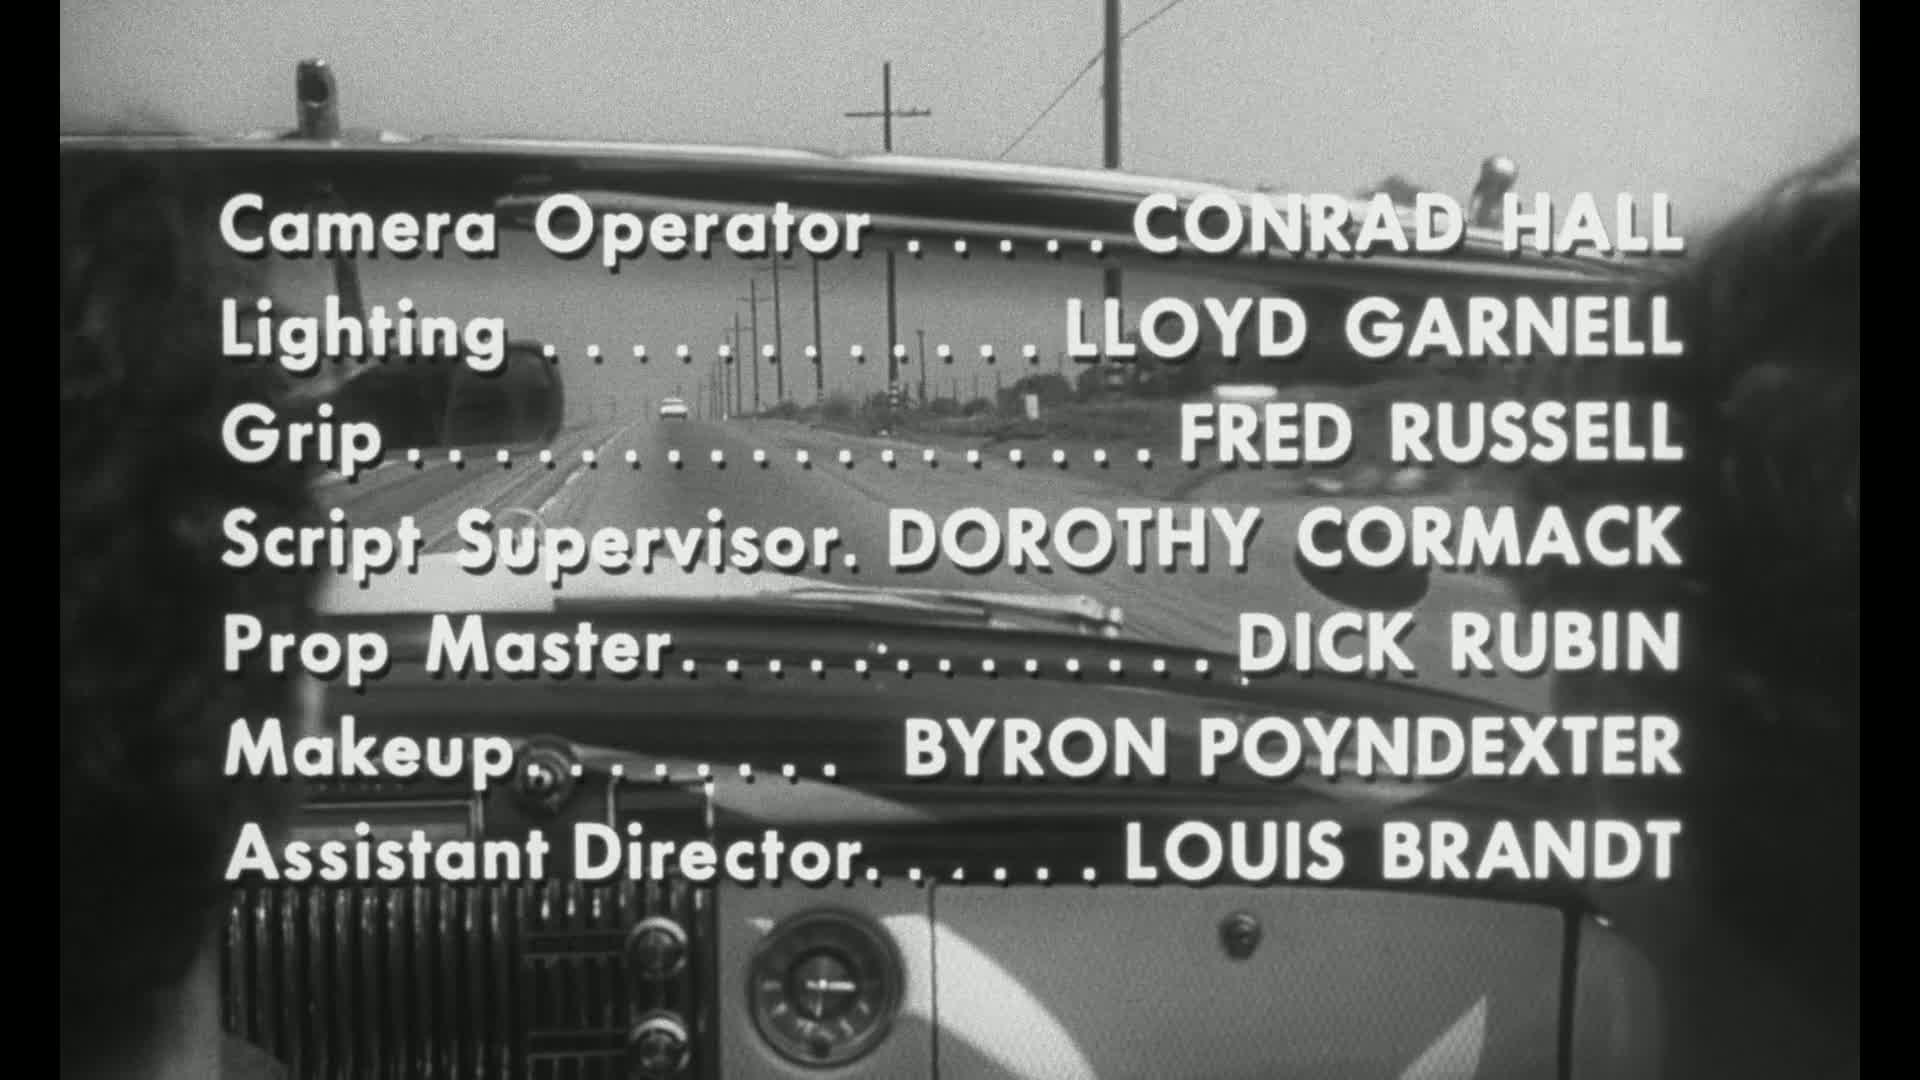 Camera Operator . . . . . CONRAD HALL
Lighting . . . . . . . . . . . . LLOYD GARNELL
Grip . . . . . . . . . . . . . . . . . . FRED RUSSELL
Script Supervisor. DOROTHY CORMACK
Prop Master. . . . . . . . . . . . . DICK RUBIN
Makeup. . . . . . . . BYRON POYNDEXTER
Assistant Director. . . . . . LOUIS BRANDT